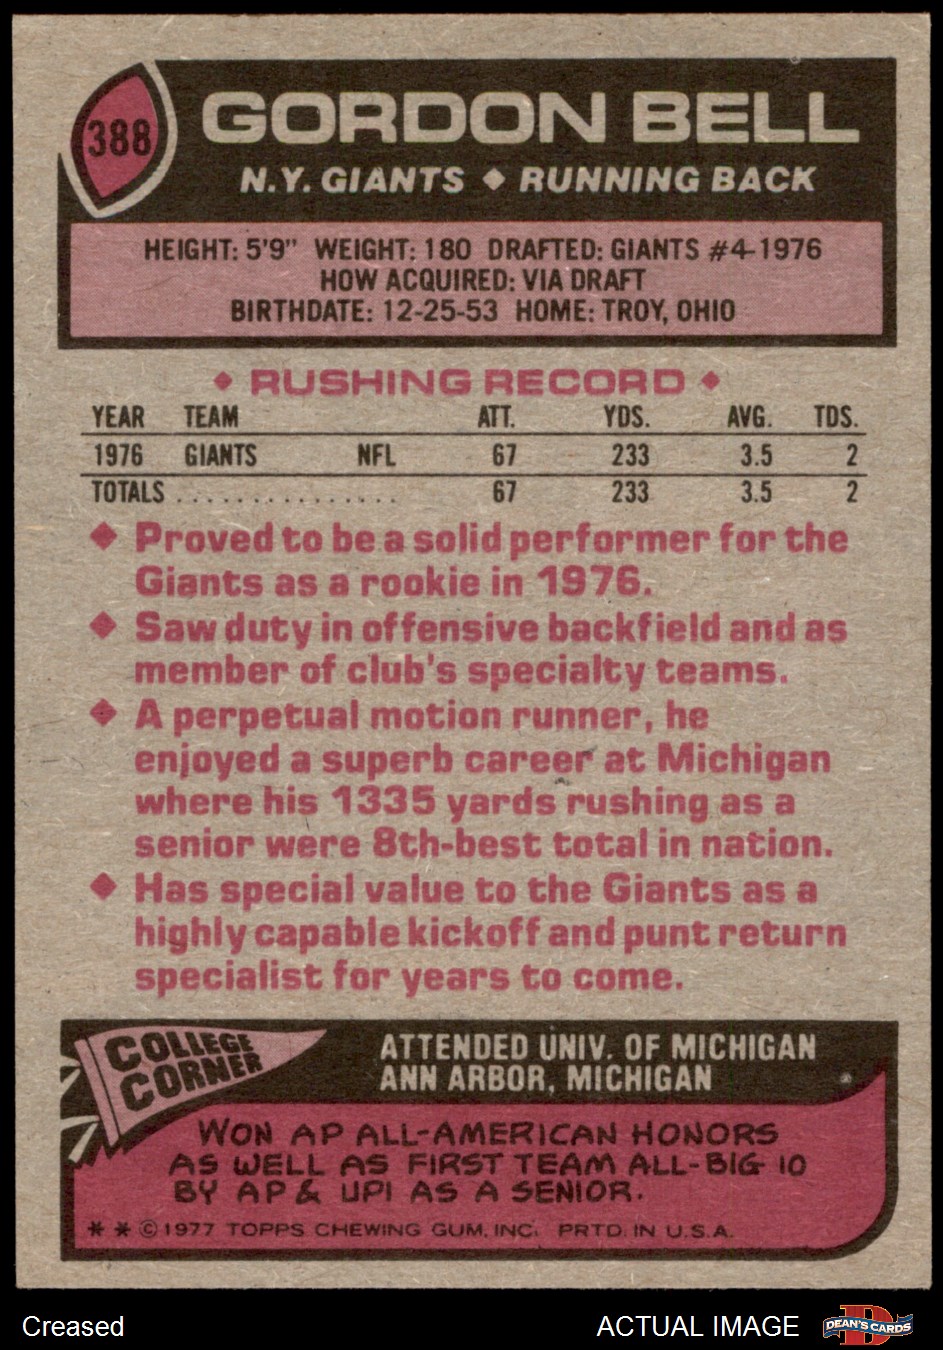 388
GORDON BELL
N.Y. GIANTS ♦ RUNNING BACK
HEIGHT: 5'9" WEIGHT: 180 DRAFTED: GIANTS #4-1976
HOW ACQUIRED: VIA DRAFT
BIRTHDATE: 12-25-53 HOME: TROY, OHIO
♦ RUSHING RECORD ♦
YEAR TEAM ATT. YDS. AVG. TDS.
1976 GIANTS NFL 67 233 3.5 2
TOTALS ................ 67 233 3.5 2
♦ Proved to be a solid performer for the
Giants as a rookie in 1976.
♦ Saw duty in offensive backfield and as
member of club's specialty teams.
♦ A perpetual motion runner, he
enjoyed a superb career at Michigan
where his 1335 yards rushing as a
senior were 8th-best total in nation.
♦ Has special value to the Giants as a
highly capable kickoff and punt return
specialist for years to come.
COLLEGE
CORNER
ATTENDED UNIV. OF MICHIGAN
ANN ARBOR, MICHIGAN
WON AP ALL-AMERICAN HONORS
AS WELL AS FIRST TEAM ALL-BIG 10
BY AP & UPI AS A SENIOR.
* * © 1977 TOPPS CHEWING GUM, INC. PRTD. IN U.S.A.
Creased
ACTUAL IMAGE
D
DEAN'S CARDS